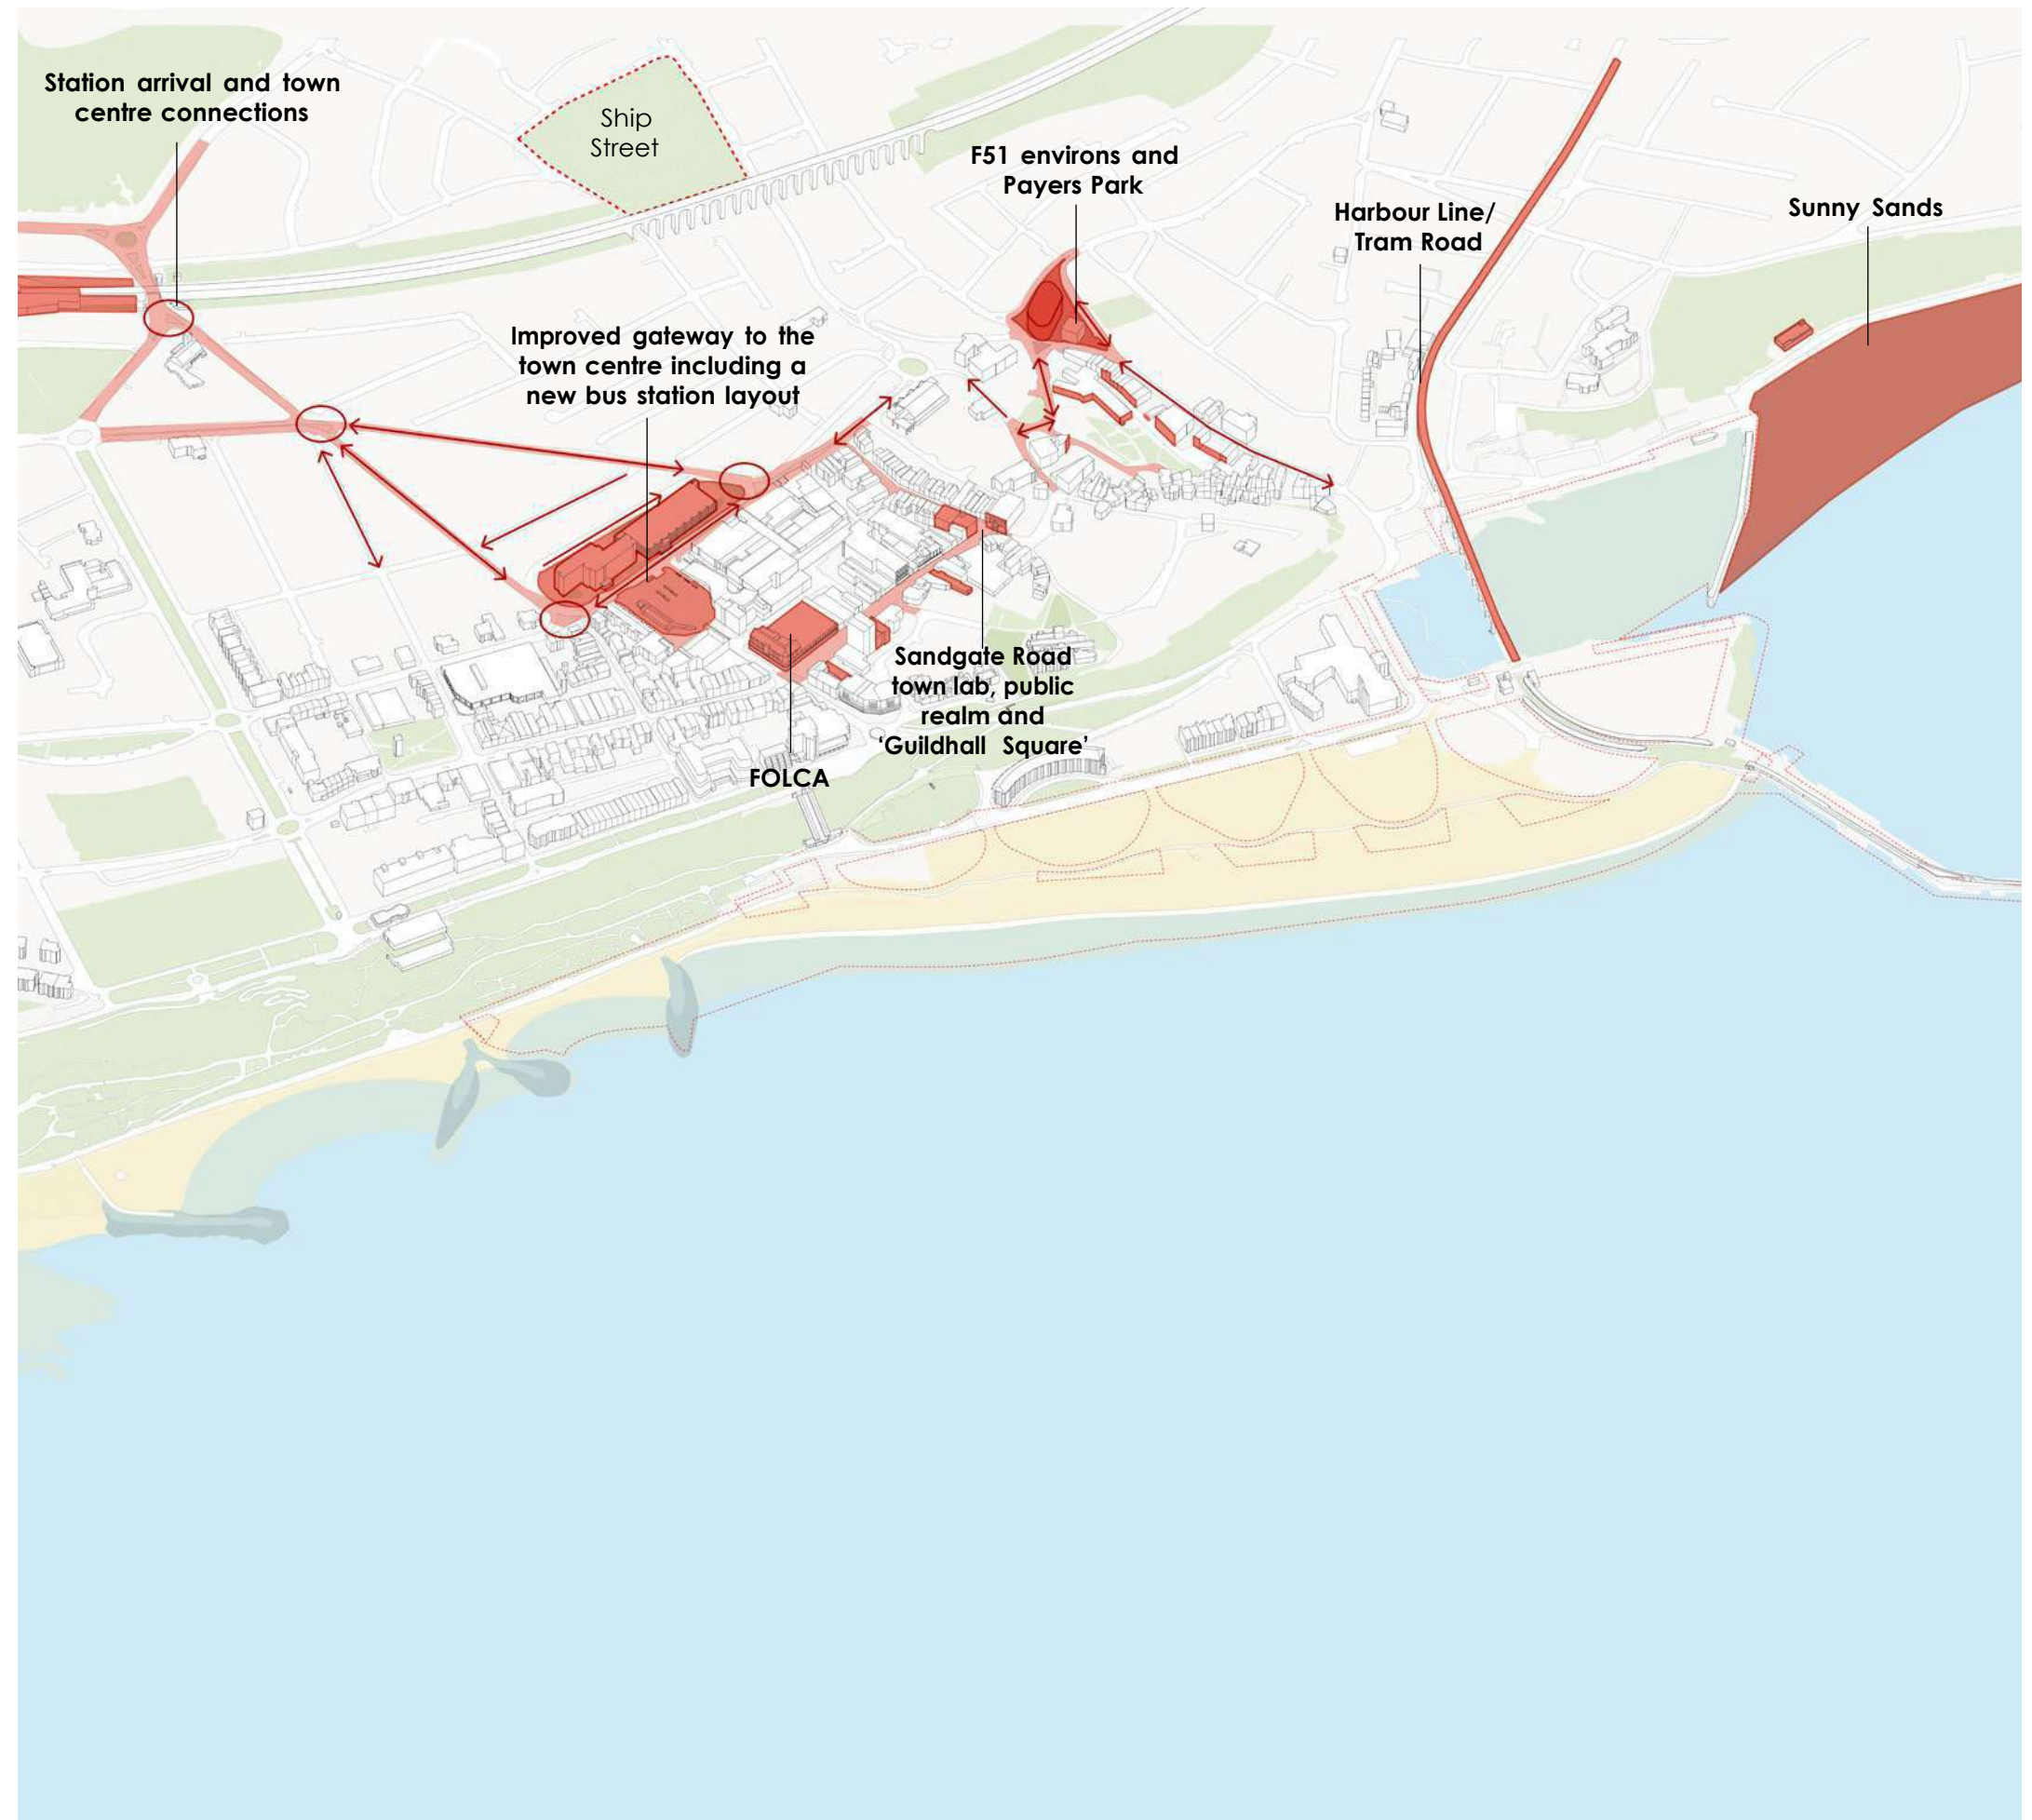 Station arrival and town
centre connections
Ship
Street
F51 environs and
Payers Park
Harbour Line/
Tram Road
Sunny Sands
Improved gateway to the
town centre including a
new bus station layout
Sandgate Road
town lab, public
realm and
‘Guildhall Square’
FOLCA